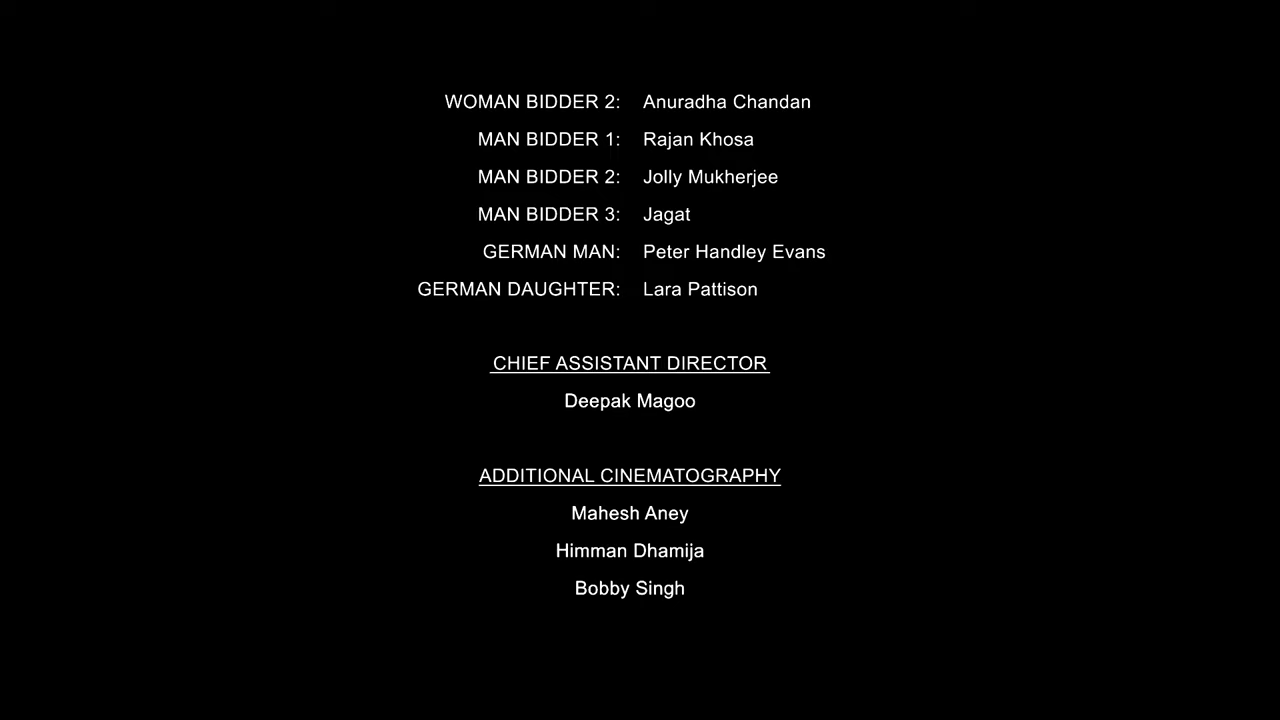 WOMAN BIDDER 2: Anuradha Chandan
MAN BIDDER 1: Rajan Khosa
MAN BIDDER 2: Jolly Mukherjee
MAN BIDDER 3: Jagat
GERMAN MAN: Peter Handley Evans
GERMAN DAUGHTER: Lara Pattison
CHIEF ASSISTANT DIRECTOR
Deepak Magoo
ADDITIONAL CINEMATOGRAPHY
Mahesh Aney
Himman Dhamija
Bobby Singh